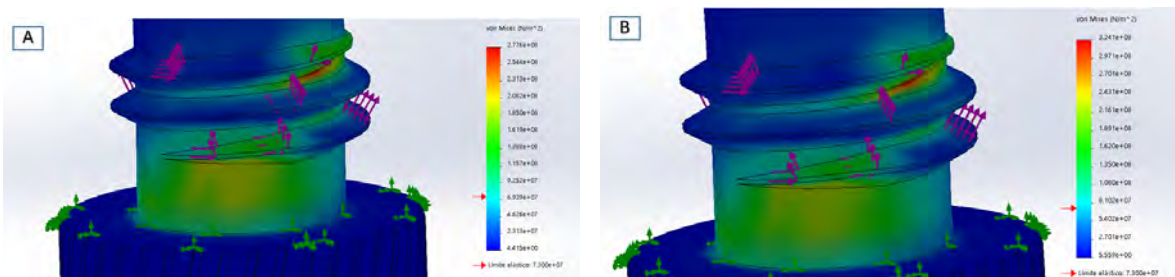 A
von Mises (N/m^2)
2.776e+08
2.544e+08
2.313e+08
2.082e+08
1.850e+08
1.619e+08
1.388e+08
1.157e+08
9.252e+07
6.939e+07
4.626e+07
2.313e+07
4.415e+00
Límite elástico: 7.300e+07
B
von Mises (N/m^2)
3.241e+08
2.971e+08
2.701e+08
2.431e+08
2.161e+08
1.891e+08
1.620e+08
1.350e+08
1.080e+08
8.102e+07
5.402e+07
2.701e+07
Límite elástico: 7.300e+07